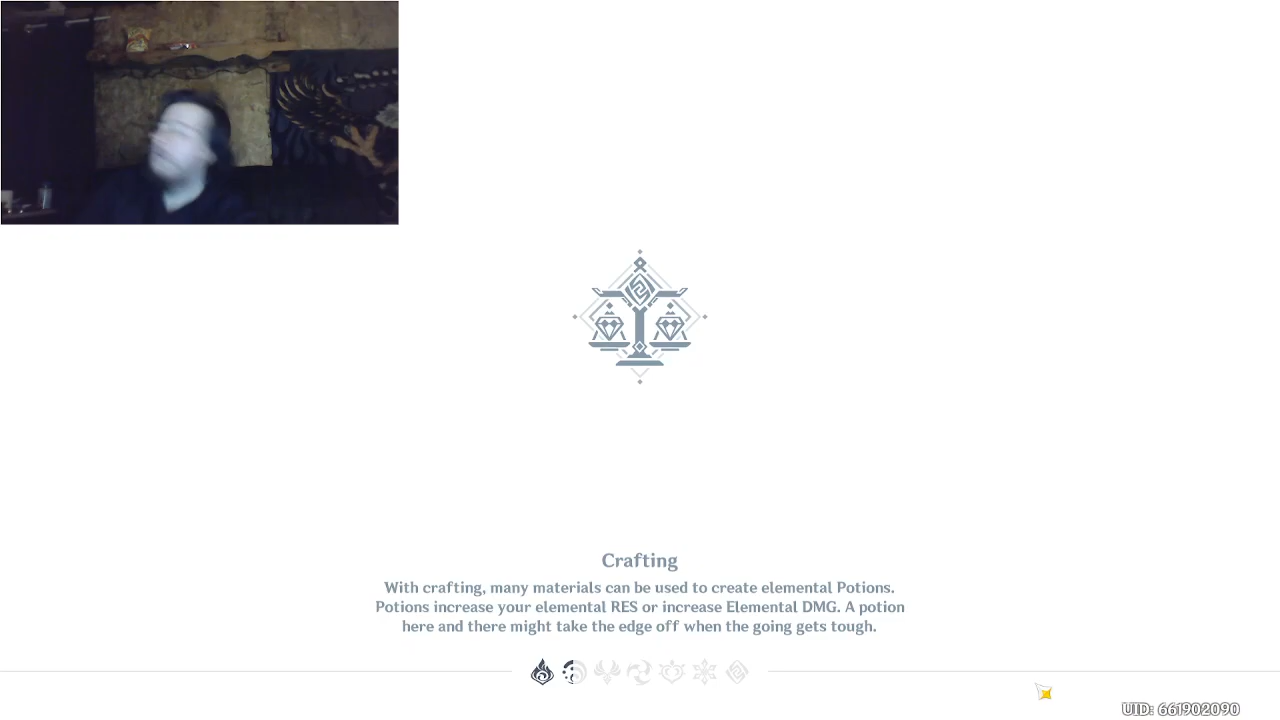 Crafting
With crafting, many materials can be used to create elemental Potions.
Potions increase your elemental RES or increase Elemental DMG. A potion
here and there might take the edge off when the going gets tough.
UID: 661902090